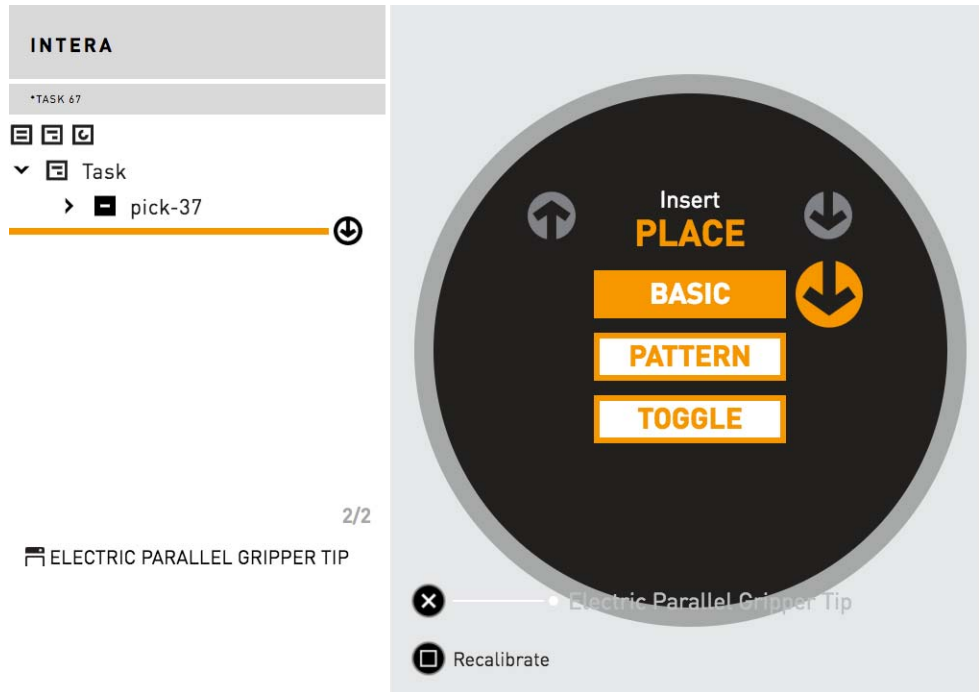 INTERA
*TASK 67
Task
pick-37
2/2
ELECTRIC PARALLEL GRIPPER TIP
Insert
PLACE
BASIC
PATTERN
TOGGLE
Electric Parallel Gripper Tip
Recalibrate